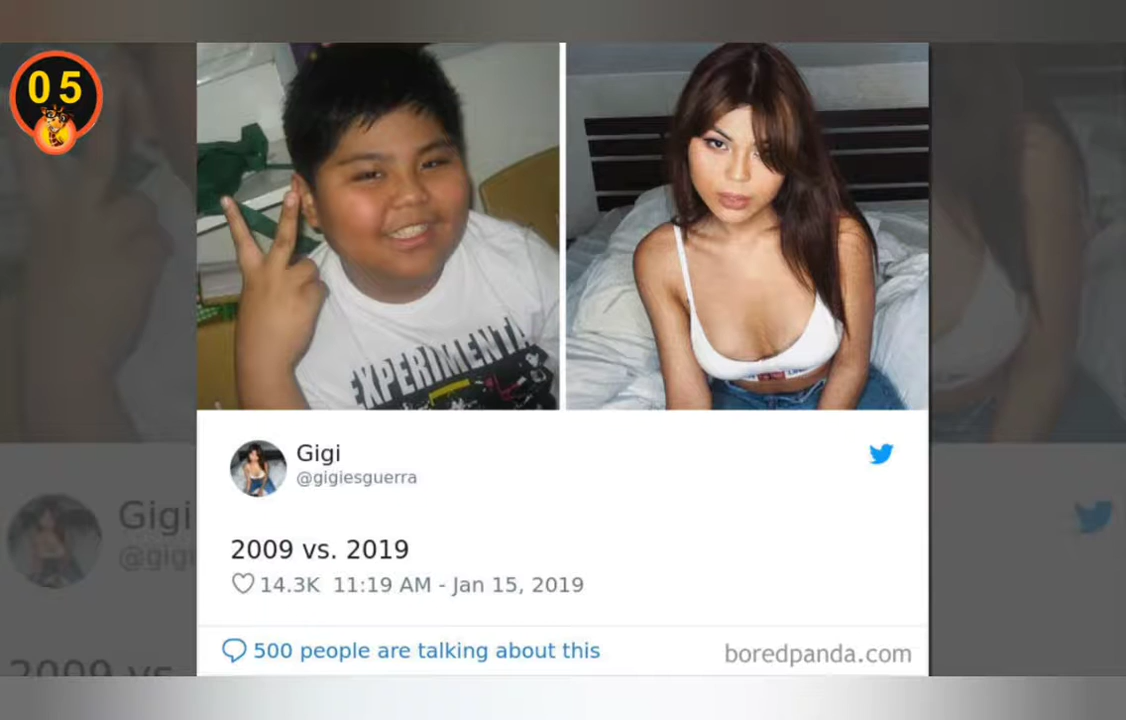 05
EXPERIMENTA
Gigi
@gigiesguerra
2009 vs. 2019
14.3K 11:19 AM - Jan 15, 2019
500 people are talking about this
boredpanda.com
Gigi
@gigi
2009 vs